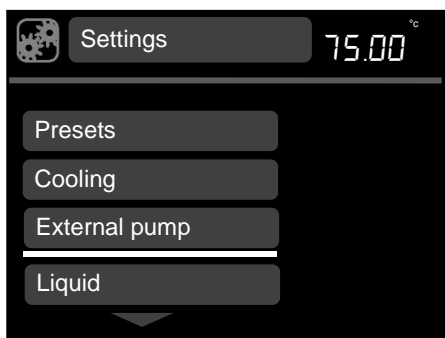 Settings
75.00 °c
Presets
Cooling
External pump
Liquid